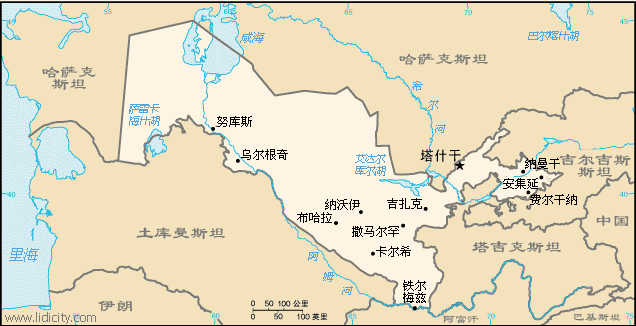 哈萨克
斯坦
咸海
哈萨克斯坦
巴尔喀什湖
萨雷卡
梅什湖
希
尔
河
努库斯
乌尔根奇
艾达尔
库尔湖
塔什干
纳曼干
吉尔吉斯
斯坦
安集延
费尔干纳
纳沃伊
吉扎克
布哈拉
撒马尔罕
中国
卡尔希
土库曼斯坦
塔吉克斯坦
里海
阿
姆
河
铁尔
梅兹
伊朗
0 50 100 公里
0 50 100 英里
阿富汗
巴基斯坦
www.lidicity.com